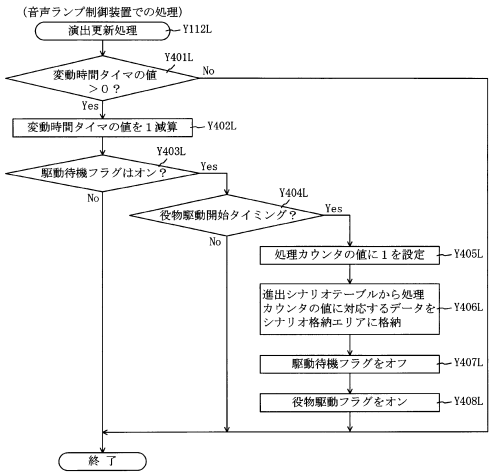 （音声ランプ制御装置での処理）
演出更新処理
Y112L
Y401L
変動時間タイマの値
＞０？
No
Yes
変動時間タイマの値を１減算
Y402L
Y403L
駆動待機フラグはオン？
Yes
No
Y404L
役物駆動開始タイミング？
Yes
No
処理カウンタの値に１を設定
Y405L
進出シナリオテーブルから処理
カウンタの値に対応するデータを
シナリオ格納エリアに格納
Y406L
駆動待機フラグをオフ
Y407L
役物駆動フラグをオン
Y408L
終了